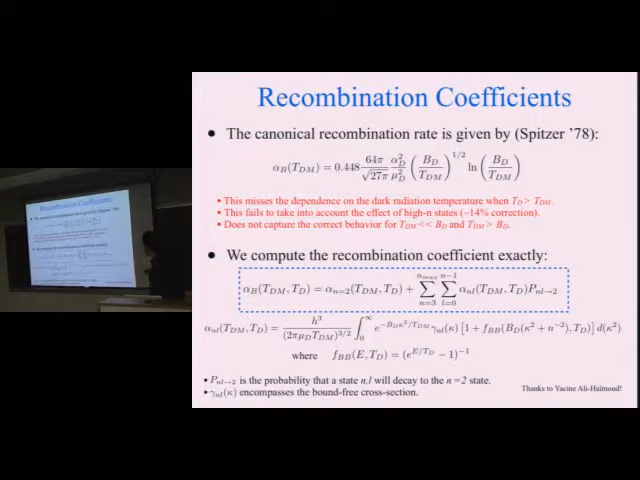 Recombination Coefficients
• The canonical recombination rate is given by (Spitzer '78):
α_B(T_DM) = 0.448 64π/√27π α_D²/μ_D² (B_D/T_DM)^{1/2} ln (B_D/T_DM)
• This misses the dependence on the dark radiation temperature when T_D > T_DM.
• This fails to take into account the effect of high-n states (~14% correction).
• Does not capture the correct behavior for T_DM << B_D and T_DM > B_D.
• We compute the recombination coefficient exactly:
α_B(T_DM, T_D) = α_{n=2}(T_DM, T_D) + Σ_{n=3}^{n_max} Σ_{l=0}^{n−1} α_{nl}(T_DM, T_D) P_{nl→2}
α_{nl}(T_DM, T_D) = h³/(2πμ_D T_DM)^{3/2} ∫_0^∞ e^{−B_D κ²/T_DM} γ_{nl}(κ) [1 + f_BB(B_D(κ² + n^{−2}), T_D)] d(κ²)
where f_BB(E, T_D) = (e^{E/T_D} − 1)^{−1}
• P_{nl→2} is the probability that a state n,l will decay to the n=2 state.
• γ_{nl}(κ) encompasses the bound-free cross-section.
Thanks to Yacine Ali-Haïmoud!
Recombination Coefficients